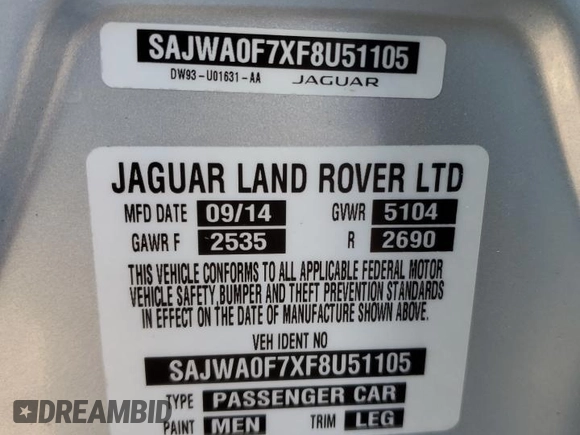 SAJWA0F7XF8U51105
DW93-U01631-AA JAGUAR
JAGUAR LAND ROVER LTD
MFD DATE 09/14 GVWR 5104
GAWR F 2535 R 2690
THIS VEHICLE CONFORMS TO ALL APPLICABLE FEDERAL MOTOR
VEHICLE SAFETY,BUMPER AND THEFT PREVENTION STANDARDS
IN EFFECT ON THE DATE OF MANUFACTURE SHOWN ABOVE.
VEH IDENT NO
SAJWA0F7XF8U51105
TYPE PASSENGER CAR
PAINT MEN TRIM LEG
DREAMBID